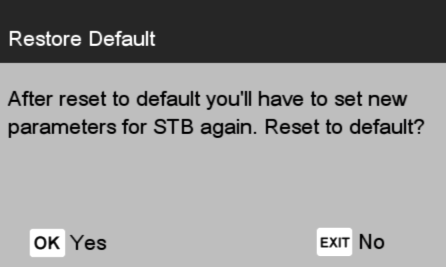 Restore Default
After reset to default you'll have to set new
parameters for STB again. Reset to default?
OK Yes EXIT No